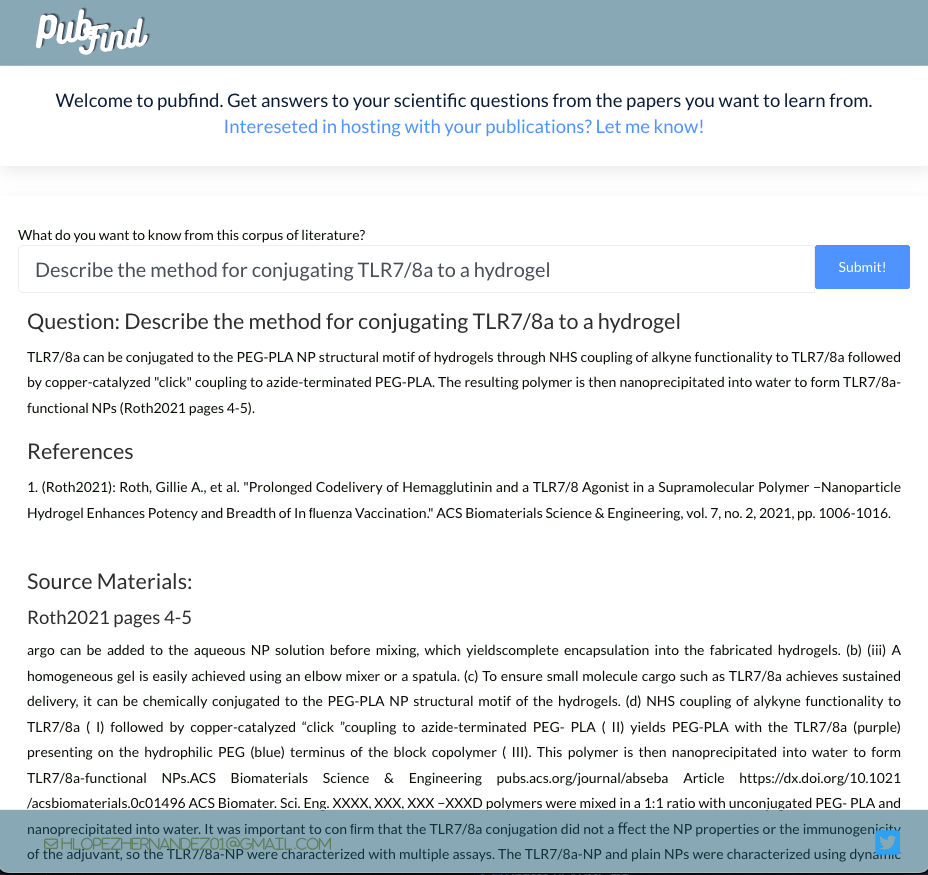 pubfind
Welcome to pubfind. Get answers to your scientific questions from the papers you want to learn from.
Intereseted in hosting with your publications? Let me know!
What do you want to know from this corpus of literature?
Describe the method for conjugating TLR7/8a to a hydrogel
Submit!
Question: Describe the method for conjugating TLR7/8a to a hydrogel
TLR7/8a can be conjugated to the PEG-PLA NP structural motif of hydrogels through NHS coupling of alkyne functionality to TLR7/8a followed
by copper-catalyzed "click" coupling to azide-terminated PEG-PLA. The resulting polymer is then nanoprecipitated into water to form TLR7/8a-
functional NPs (Roth2021 pages 4-5).
References
1. (Roth2021): Roth, Gillie A., et al. "Prolonged Codelivery of Hemagglutinin and a TLR7/8 Agonist in a Supramolecular Polymer −Nanoparticle
Hydrogel Enhances Potency and Breadth of In fluenza Vaccination." ACS Biomaterials Science & Engineering, vol. 7, no. 2, 2021, pp. 1006-1016.
Source Materials:
Roth2021 pages 4-5
argo can be added to the aqueous NP solution before mixing, which yieldscomplete encapsulation into the fabricated hydrogels. (b) (iii) A
homogeneous gel is easily achieved using an elbow mixer or a spatula. (c) To ensure small molecule cargo such as TLR7/8a achieves sustained
delivery, it can be chemically conjugated to the PEG-PLA NP structural motif of the hydrogels. (d) NHS coupling of alykyne functionality to
TLR7/8a ( I) followed by copper-catalyzed “click ”coupling to azide-terminated PEG- PLA ( II) yields PEG-PLA with the TLR7/8a (purple)
presenting on the hydrophilic PEG (blue) terminus of the block copolymer ( III). This polymer is then nanoprecipitated into water to form
TLR7/8a-functional NPs.ACS Biomaterials Science & Engineering pubs.acs.org/journal/abseba Article https://dx.doi.org/10.1021
/acsbiomaterials.0c01496 ACS Biomater. Sci. Eng. XXXX, XXX, XXX −XXXD polymers were mixed in a 1:1 ratio with unconjugated PEG- PLA and
nanoprecipitated into water. It was important to con firm that the TLR7/8a conjugation did not a ffect the NP properties or the immunogenicity
HLOPEZHERNANDEZ01@GMAIL.COM
of the adjuvant, so the TLR7/8a-NP were characterized with multiple assays. The TLR7/8a-NP and plain NPs were characterized using dynamic